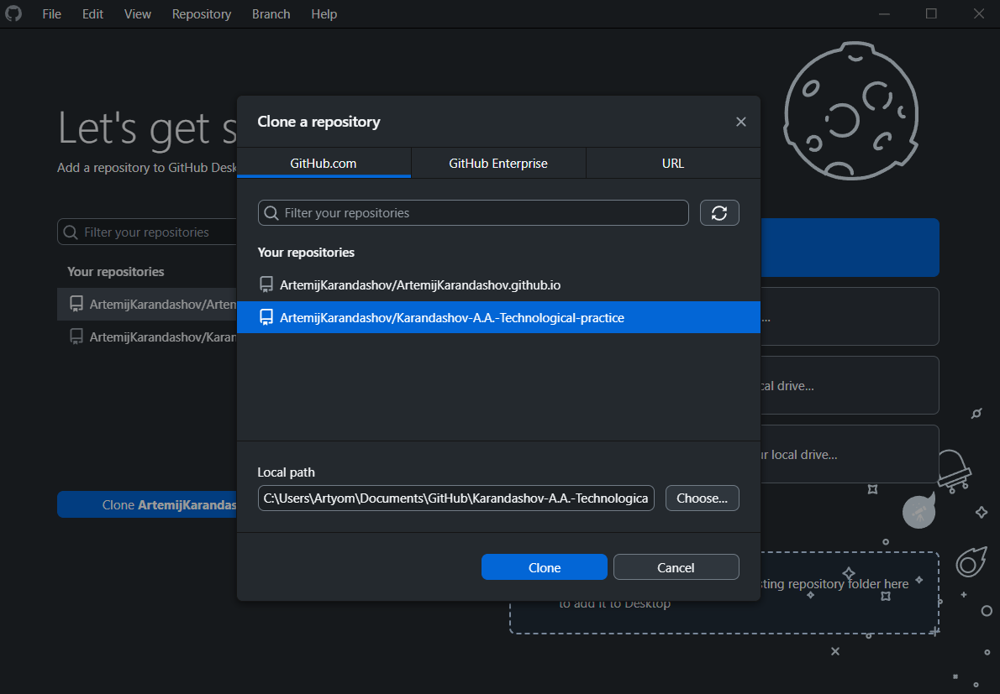 File Edit View Repository Branch Help
Let's get s
Add a repository to GitHub Desk
Filter your repositories
Your repositories
ArtemijKarandashov/Artem
ArtemijKarandashov/Karan
Clone ArtemijKarandas
Clone a repository
GitHub.com GitHub Enterprise URL
Filter your repositories
Your repositories
ArtemijKarandashov/ArtemijKarandashov.github.io
ArtemijKarandashov/Karandashov-A.A.-Technological-practice
Local path
C:\Users\Artyom\Documents\GitHub\Karandashov-A.A.-Technologica
Choose...
Clone Cancel
...
cal drive...
ur local drive...
sting repository folder here
to add it to Desktop